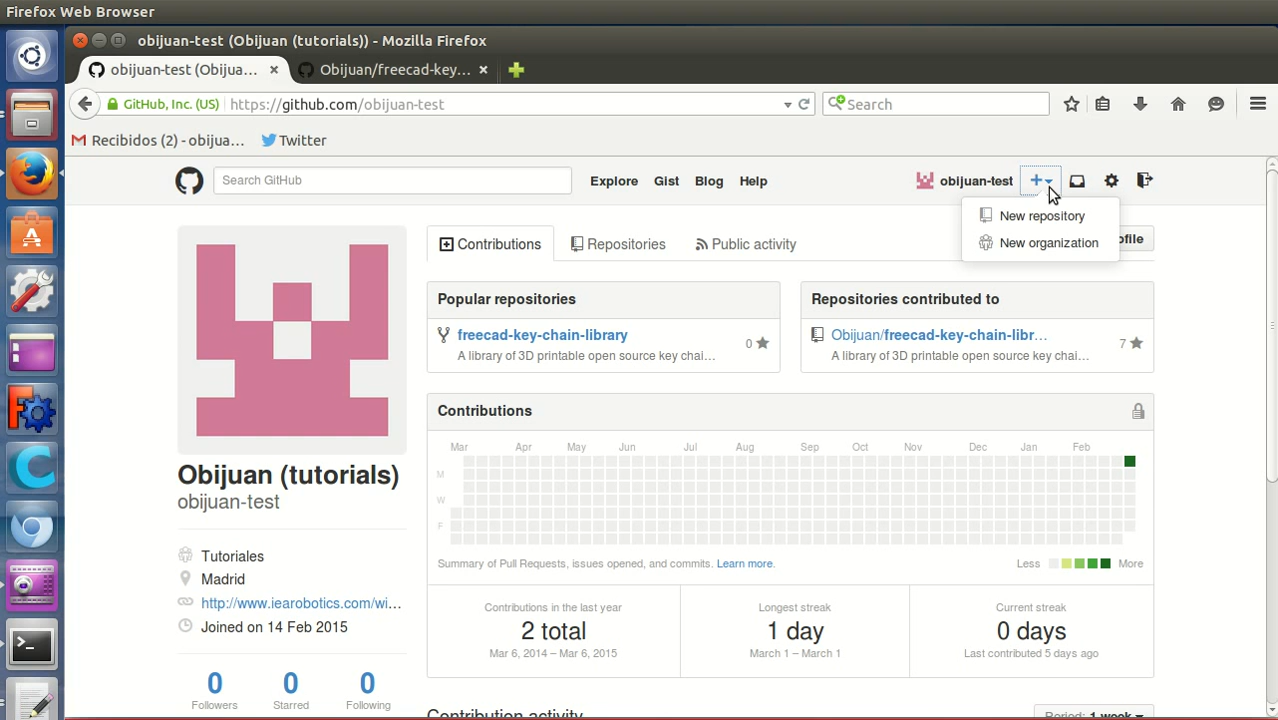 Firefox Web Browser
obijuan-test (Obijuan (tutorials)) - Mozilla Firefox
obijuan-test (Obijua...
Obijuan/freecad-key-...
GitHub, Inc. (US)
https://github.com/obijuan-test
Search
Recibidos (2) - obijua...
Twitter
Search GitHub
Explore
Gist
Blog
Help
obijuan-test
New repository
New organization
Contributions
Repositories
Public activity
ofile
Popular repositories
freecad-key-chain-library
A library of 3D printable open source key chai...
0
Repositories contributed to
Obijuan/freecad-key-chain-libr...
A library of 3D printable open source key chai...
7
Contributions
Mar Apr May Jun Jul Aug Sep Oct Nov Dec Jan Feb
M
W
F
Summary of Pull Requests, issues opened, and commits. Learn more.
Less
More
Contributions in the last year
2 total
Mar 6, 2014 – Mar 6, 2015
Longest streak
1 day
March 1 – March 1
Current streak
0 days
Last contributed 5 days ago
Obijuan (tutorials)
obijuan-test
Tutoriales
Madrid
http://www.iearobotics.com/wi...
Joined on 14 Feb 2015
0
Followers
0
Starred
0
Following
Contribution activity
Period: 1 week